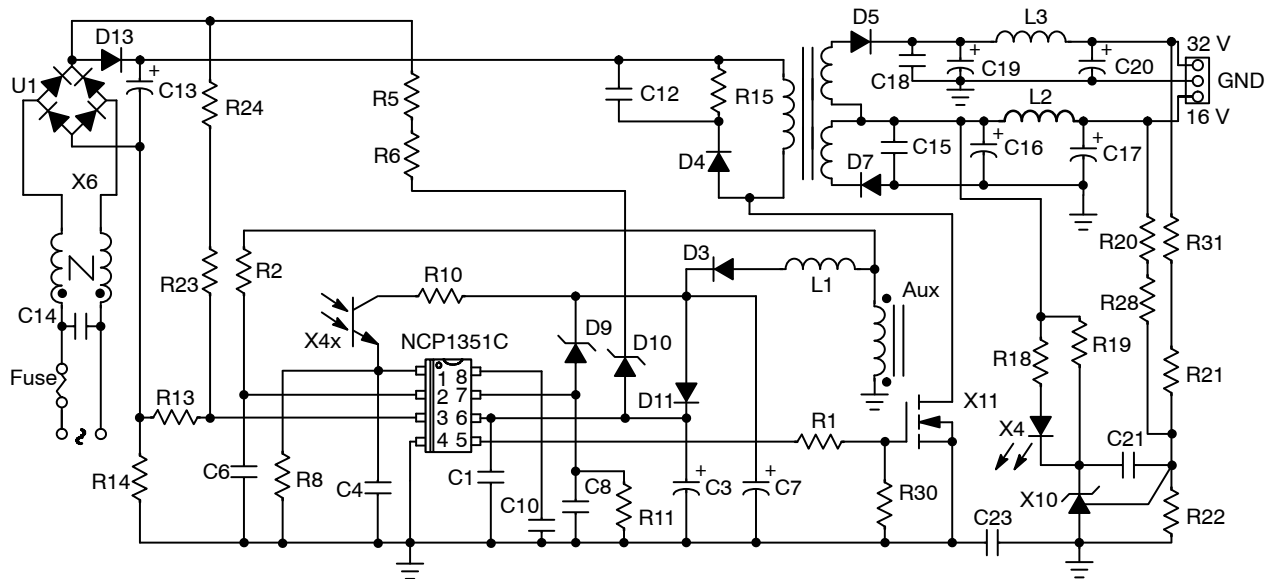 D5
L3
32 V
D13
+
U1
+
C13
C18
+
C19
+
C20
GND
R5
R24
C12
R15
L2
16 V
R6
+
+
X6
D4
D7
C15
C16
C17
R20
R31
R2
D3
R23
R10
L1
Aux
R28
C14
X4x
NCP1351C
D9
D10
R18
R19
Fuse
1 8
2 7
D11
R21
R13
3 6
R1
X11
X4
4 5
C21
R14
C6
R8
C4
C1
C10
C8
R11
+
C3
+
C7
R30
X10
C23
R22